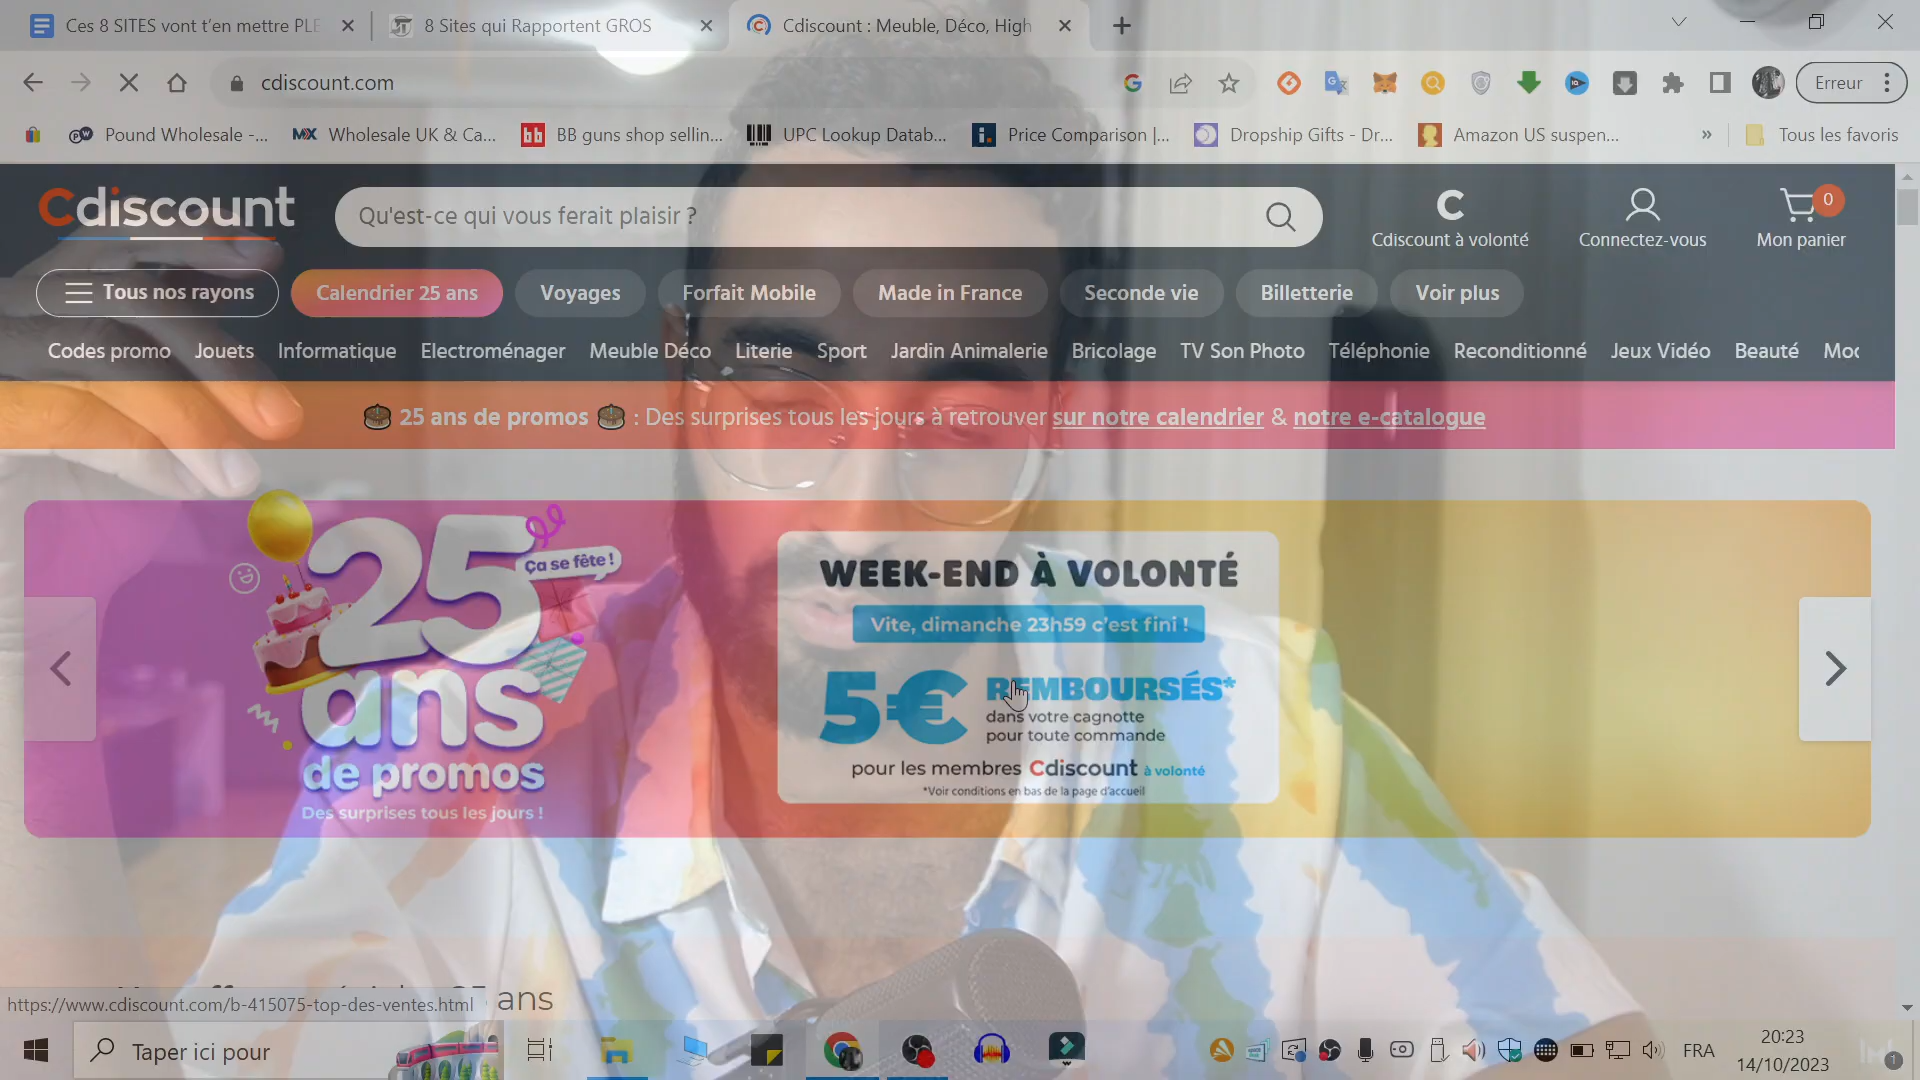 Ces 8 SITES vont t'en mettre PLE
8 Sites qui Rapportent GROS
Cdiscount : Meuble, Déco, High
cdiscount.com
Erreur
Pound Wholesale -...
Wholesale UK & Ca...
BB guns shop sellin...
UPC Lookup Datab...
Price Comparison |...
Dropship Gifts - Dr...
Amazon US suspen...
»
Tous les favoris
Cdiscount
Qu'est-ce qui vous ferait plaisir ?
Cdiscount à volonté
Connectez-vous
0
Mon panier
Tous nos rayons
Calendrier 25 ans
Voyages
Forfait Mobile
Made in France
Seconde vie
Billetterie
Voir plus
Codes promo
Jouets
Informatique
Electroménager
Meuble Déco
Literie
Sport
Jardin Animalerie
Bricolage
TV Son Photo
Téléphonie
Reconditionné
Jeux Vidéo
Beauté
Mod
25 ans de promos : Des surprises tous les jours à retrouver sur notre calendrier & notre e-catalogue
25
Ça se fête !
ans
de promos
Des surprises tous les jours !
WEEK-END À VOLONTÉ
Vite, dimanche 23h59 c'est fini !
5€ REMBOURSÉS*
dans votre cagnotte
pour toute commande
pour les membres Cdiscount à volonté
*Voir conditions en bas de la page d'accueil
ans
https://www.cdiscount.com/b-415075-top-des-ventes.html
Taper ici pour
FRA
20:23
14/10/2023
1